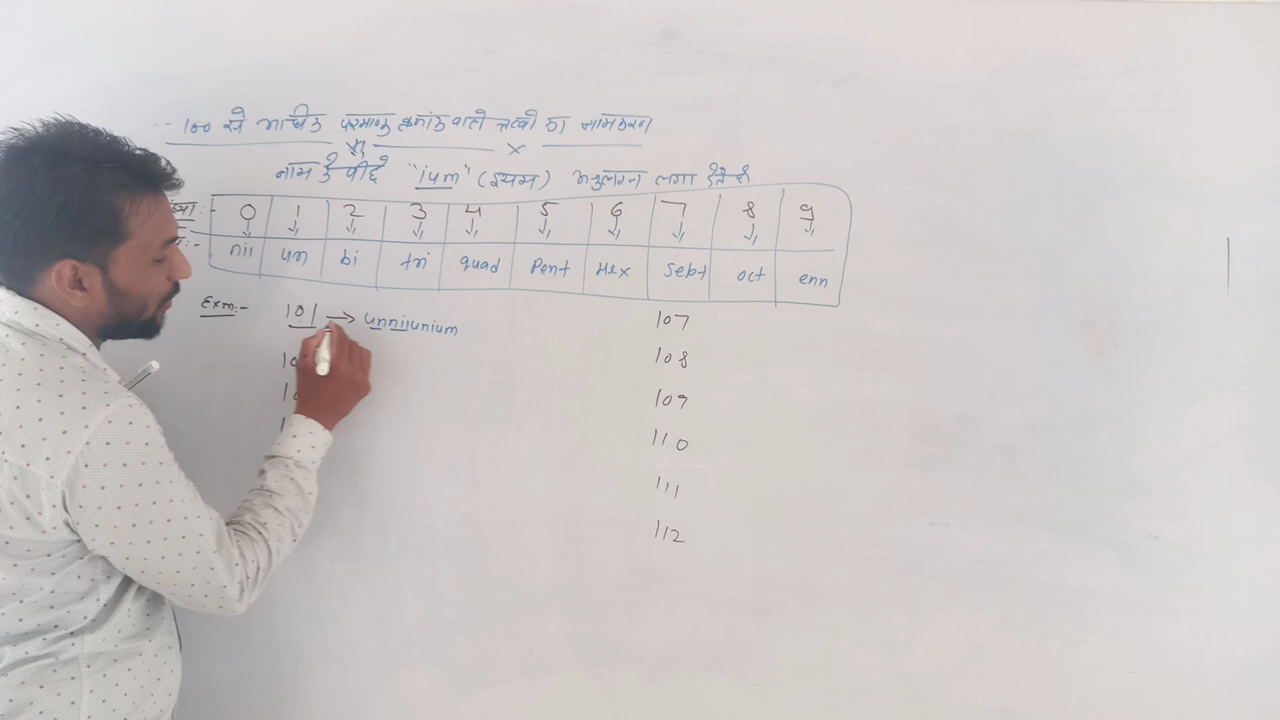 100 से अधिक परमाणु क्रमांक वाले तत्वो का नामकरण
नाम के पीछे "ium" (इयम) अनुलग्न लगा देते है
0 1 2 3 4 5 6 7 8 9
nil un bi tri quad Pent Hex Sept oct enn
Exm:- 101 → unnilunium 107
108
109
110
111
112